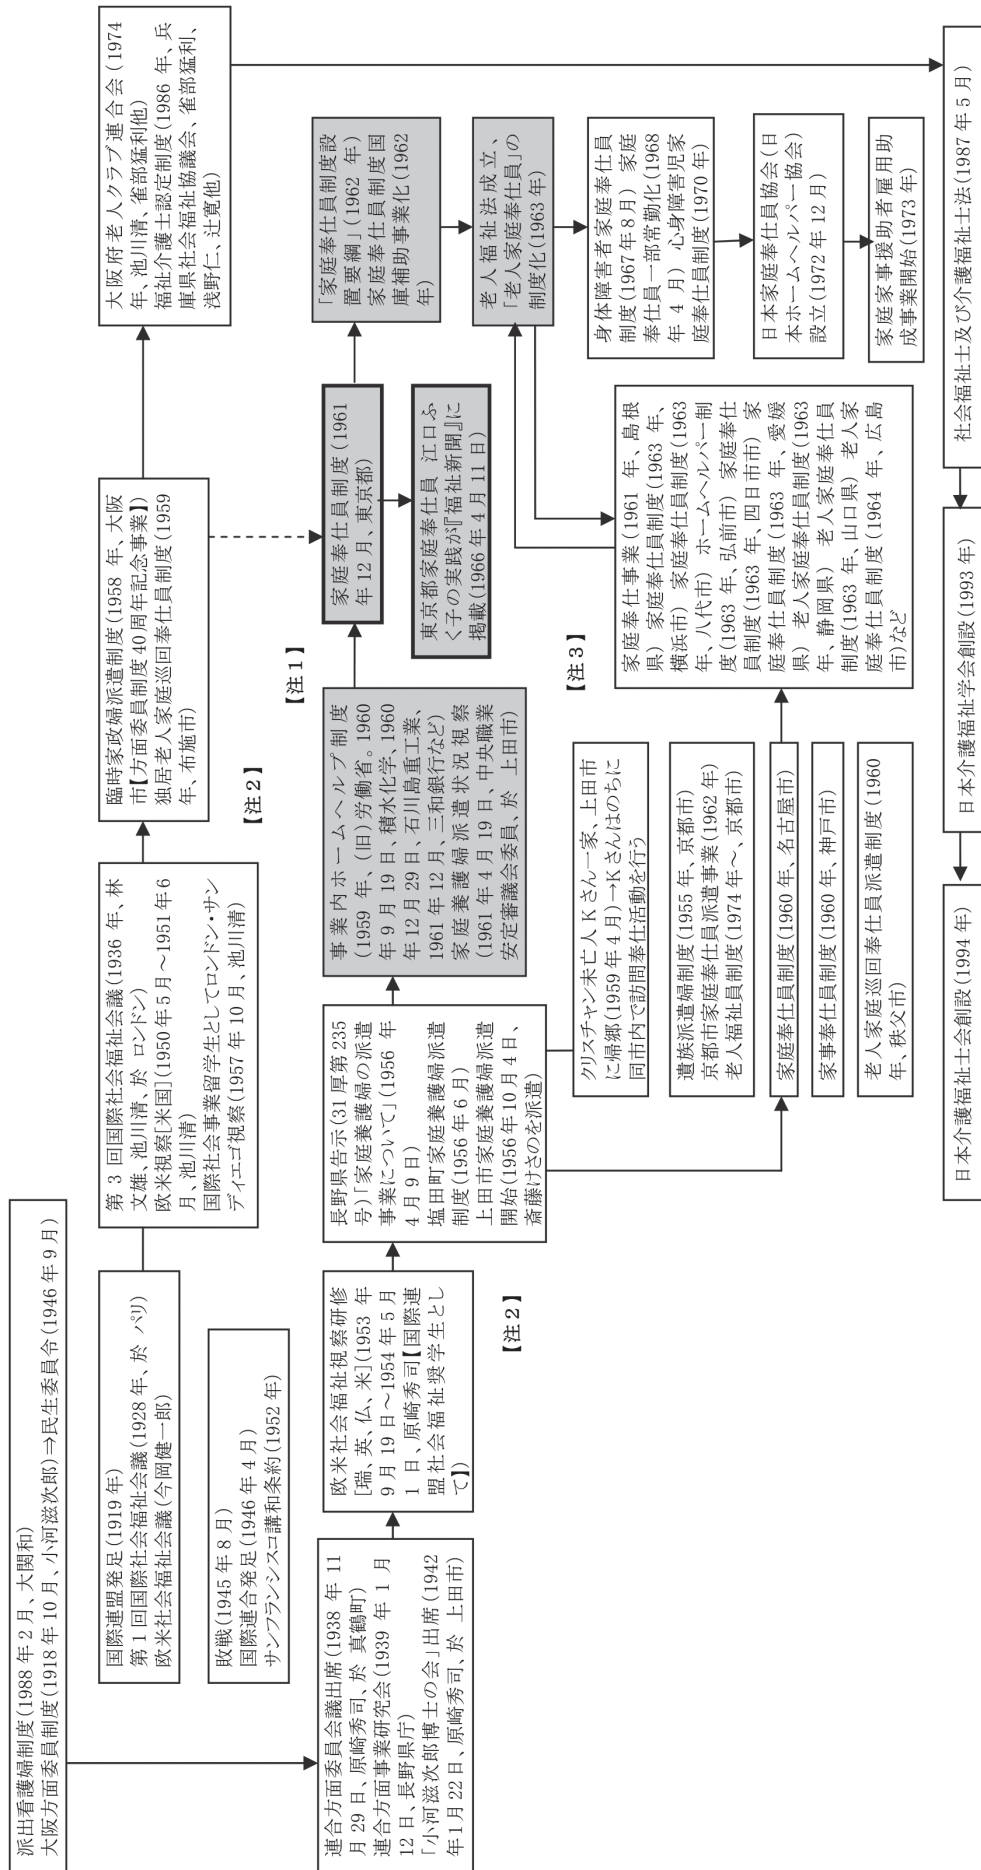 派出看護婦制度(1988年2月、大関和)
大阪方面委員制度(1918年10月、小河滋次郎)⇒民生委員令(1946年9月)
国際連盟発足(1919年)
第1回国際社会福祉会議(1928年、於 パリ)
欧米社会福祉会議(今岡健一郎)
敗戦(1945年8月)
国際連合発足(1946年4月)
サンフランシスコ講和条約(1952年)
連合方面委員会議出席(1938年11
月29日、原崎秀司、於 真鶴町)
連合方面事業研究会(1939年1月
12日、長野県庁)
「小河滋次郎博士の会」出席(1942
年1月22日、原崎秀司、於 上田市)
第3回国際社会福祉会議(1936年、林
文雄、池川清、於 ロンドン)
欧米視察[米国](1950年5月~1951年6
月、池川清)
国際社会事業留学生としてロンドン・サン
ディエゴ視察(1957年10月、池川清)
欧米社会福祉視察研修
[瑞、英、仏、米](1953年
9月19日~1954年5月
1日、原崎秀司【国際連
盟社会福祉奨学生とし
て】)
【注2】
長野県告示(31厚第235
号)「家庭養護婦の派遣
事業について」(1956年
4月9日)
塩田町家庭養護婦派遣
制度(1956年6月)
上田市家庭養護婦派遣
開始(1956年10月4日、
斎藤けさのを派遣)
臨時家政婦派遣制度(1958年、大阪
市【方面委員制度40周年記念事業】)
独居老人家庭巡回奉仕員制度(1959
年、布施市)
【注2】
事業内ホームヘルプ制度
(1959年、(旧)労働省。1960
年9月19日、積水化学、1960
年12月29日、石川島重工業、
1961年12月、三和銀行など)
家庭養護婦派遣状況視察
(1961年4月19日、中央職業
安定審議会委員、於 上田市)
【注1】
クリスチャン未亡人Kさん一家、上田市
に帰郷(1959年4月)→Kさんはのちに
同市内で訪問奉仕活動を行う
遺族派遣婦制度(1955年、京都市)
京都市家庭奉仕員派遣事業(1962年)
老人福祉員制度(1974年~、京都市)
家庭奉仕員制度(1960年、名古屋市)
家事奉仕員制度(1960年、神戸市)
老人家庭巡回奉仕員派遣制度(1960
年、秩父市)
大阪府老人クラブ連合会(1974
年、池川清、雀部猛利他)
福祉介護士認定制度(1986年、兵
庫県社会福祉協議会、雀部猛利、
浅野仁、辻寛他)
家庭奉仕員制度(1961
年12月、東京都)
東京都家庭奉仕員 江口ふ
く子の実践が『福祉新聞』に
掲載(1966年4月11日)
【注3】
家庭奉仕事業(1961年、島根
県) 家庭奉仕員制度(1963年、
横浜市) 家庭奉仕員制度(1963
年、八代市) ホームヘルパー制
度(1963年、弘前市) 家庭奉仕
員制度(1963年、四日市市) 家
庭奉仕員制度(1963年、愛媛
県) 老人家庭奉仕員制度(1963
年、静岡県) 老人家庭奉仕員
制度(1963年、山口県) 老人家
庭奉仕員制度(1964年、広島
市)など
「家庭奉仕員制度設
置要綱」(1962年)
家庭奉仕員制度国
庫補助事業化(1962
年)
老人福祉法成立、
「老人家庭奉仕員」の
制度化(1963年)
身体障害者家庭奉仕員
制度(1967年8月) 家庭
奉仕員一部常勤化(1968
年4月) 心身障害児家
庭奉仕員制度(1970年)
日本家庭奉仕員協会(日
本ホームヘルパー協会)
設立(1972年12月)
家庭家事援助者雇用助
成事業開始(1973年)
社会福祉士及び介護福祉士法(1987年5月)
日本介護福祉学会創設(1993年)
日本介護福祉士会創設(1994年)